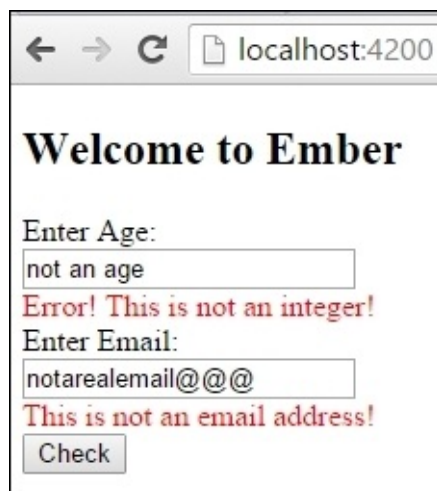 localhost:4200
Welcome to Ember
Enter Age:
not an age
Error! This is not an integer!
Enter Email:
notarealemail@@@
This is not an email address!
Check